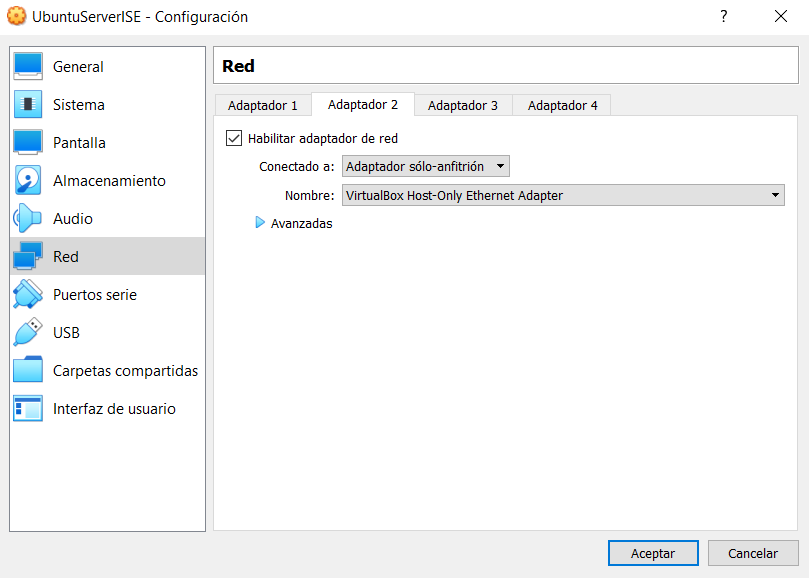 UbuntuServerISE - Configuración
?
General
Sistema
Pantalla
Almacenamiento
Audio
Red
Puertos serie
USB
Carpetas compartidas
Interfaz de usuario
Red
Adaptador 1 Adaptador 2 Adaptador 3 Adaptador 4
Habilitar adaptador de red
Conectado a: Adaptador sólo-anfitrión
Nombre: VirtualBox Host-Only Ethernet Adapter
Avanzadas
Aceptar Cancelar